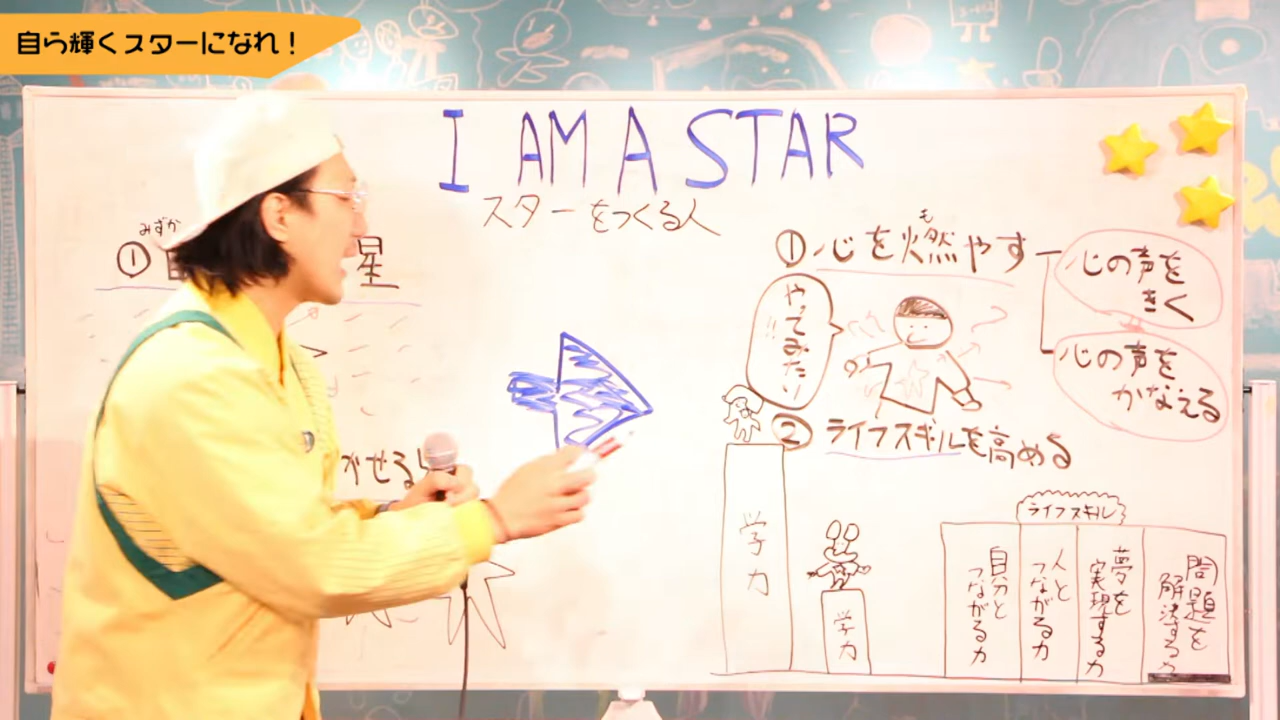 自ら輝くスターになれ!
I AM A STAR
スターをつくる人
みずか
①
星
かせる
①心を燃やす
も
心の声を
きく
心の声を
かなえる
やってみたい
!!
②ライフスキルを高める
学力
学力
ライフスキル
自分と
つながる力
人と
つながる力
夢を
実現する力
問題を
解決する力